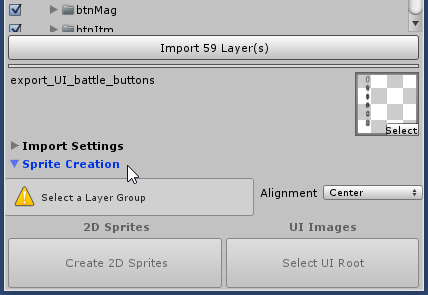 btnMag
btnItm
Import 59 Layer(s)
export_UI_battle_buttons
Select
Import Settings
Sprite Creation
Select a Layer Group
Alignment Center
2D Sprites UI Images
Create 2D Sprites Select UI Root